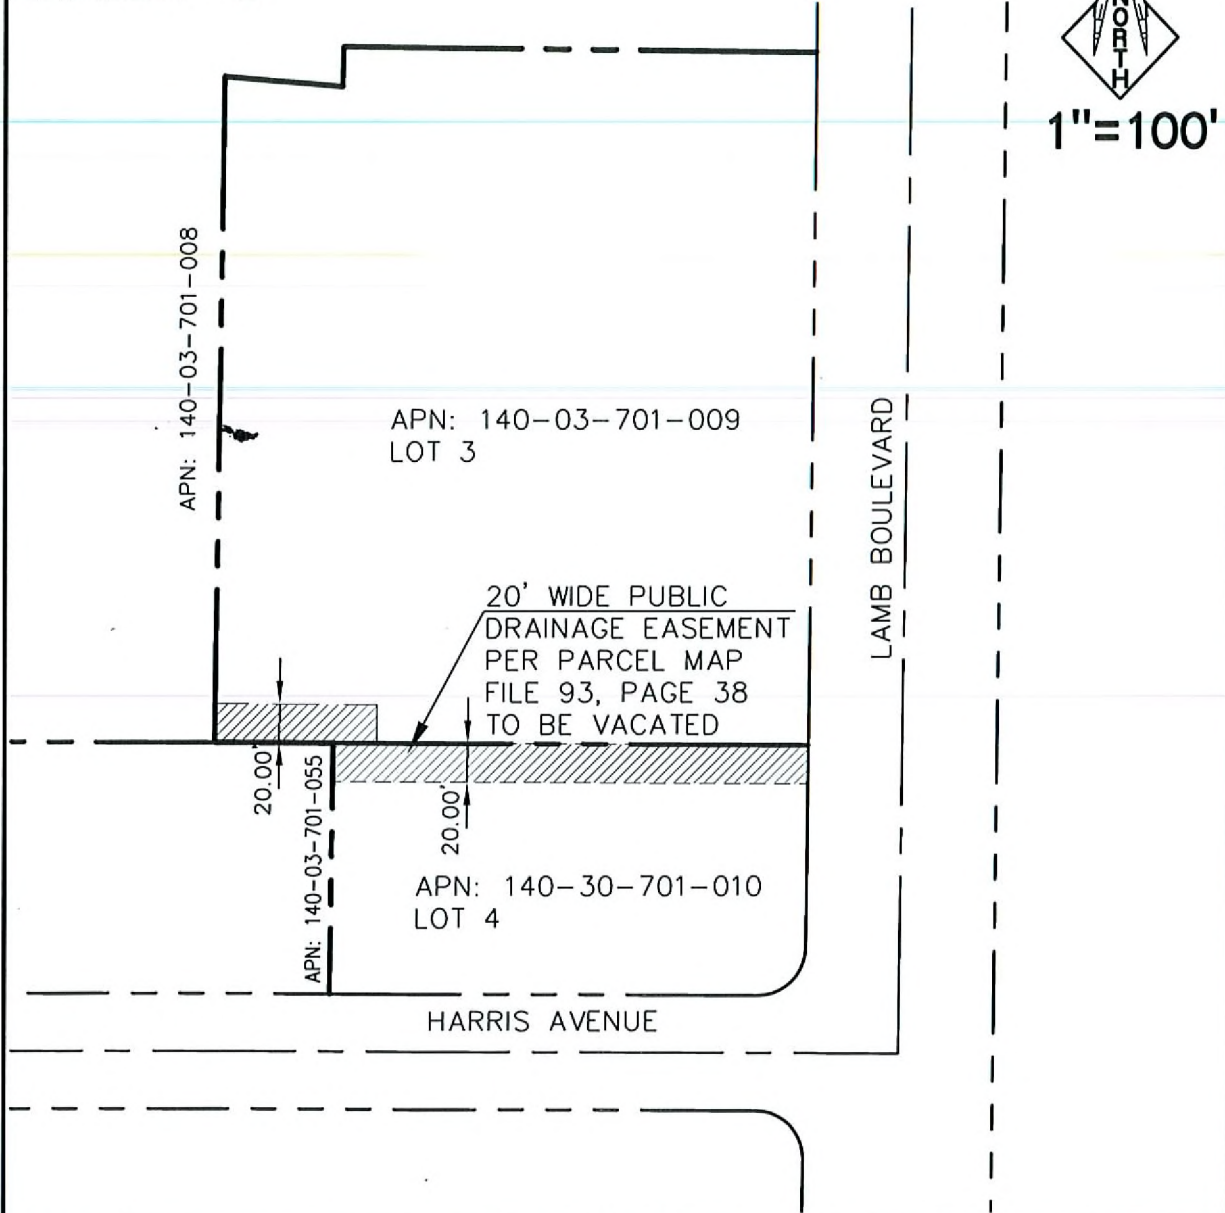 NORTH
1"=100'
APN: 140-03-701-008
APN: 140-03-701-009
LOT 3
LAMB BOULEVARD
20' WIDE PUBLIC
DRAINAGE EASEMENT
PER PARCEL MAP
FILE 93, PAGE 38
TO BE VACATED
20.00'
20.00'
APN: 140-03-701-055
APN: 140-30-701-010
LOT 4
HARRIS AVENUE